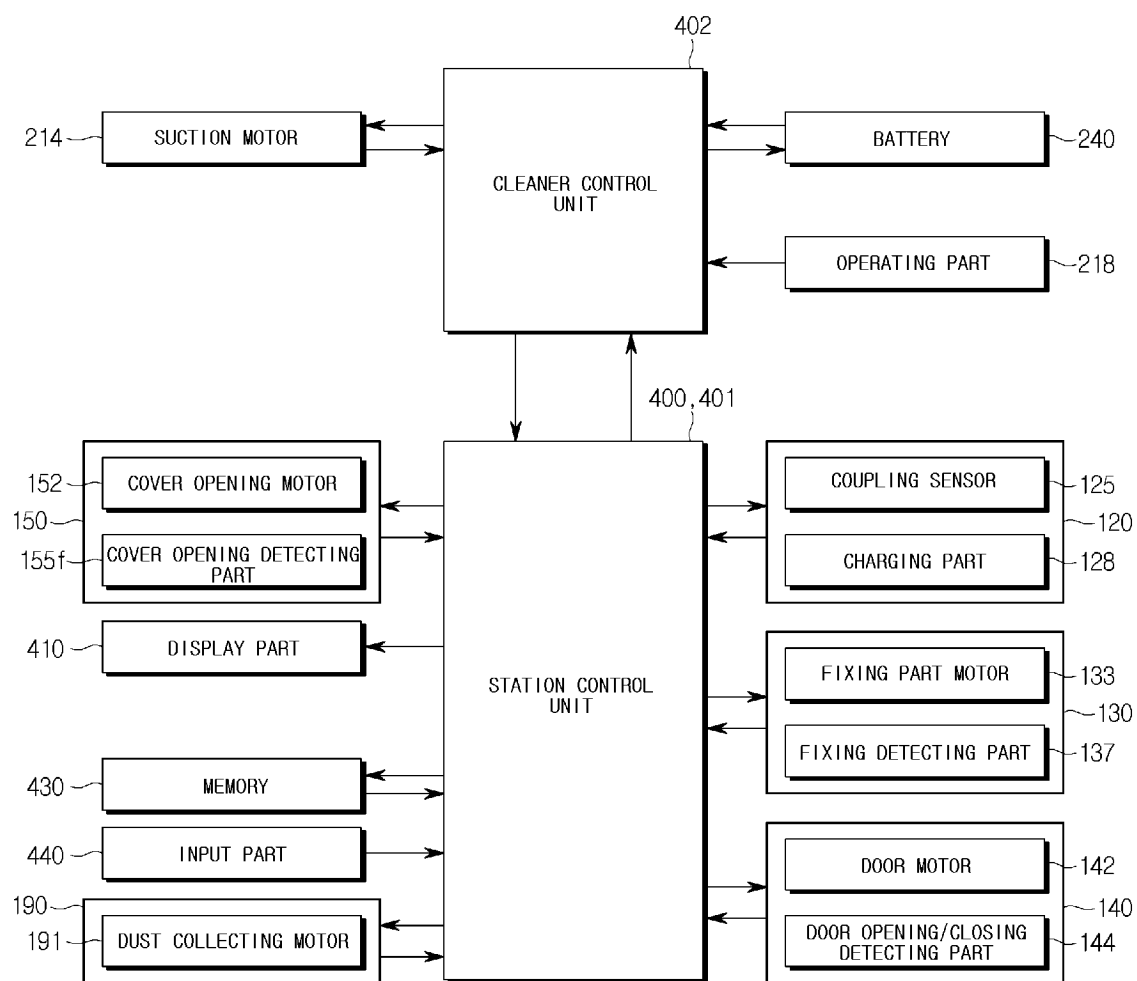 402
214
SUCTION MOTOR
BATTERY
240
CLEANER CONTROL
UNIT
OPERATING PART
218
400,401
152
COVER OPENING MOTOR
COUPLING SENSOR
125
150
120
155f
COVER OPENING DETECTING
PART
CHARGING PART
128
410
DISPLAY PART
STATION CONTROL
UNIT
FIXING PART MOTOR
133
130
FIXING DETECTING PART
137
430
MEMORY
440
INPUT PART
DOOR MOTOR
142
190
140
191
DUST COLLECTING MOTOR
DOOR OPENING/CLOSING
DETECTING PART
144